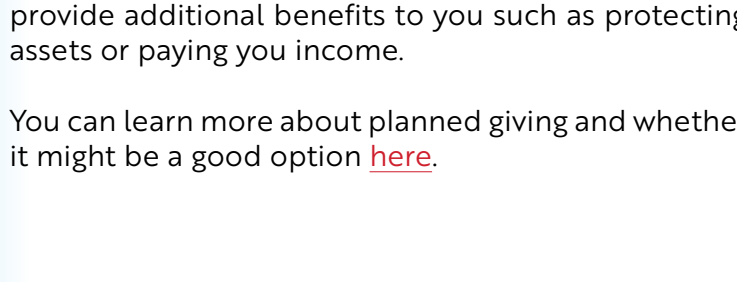 provide additional benefits to you such as protecting
assets or paying you income.
You can learn more about planned giving and whethe
it might be a good option here.